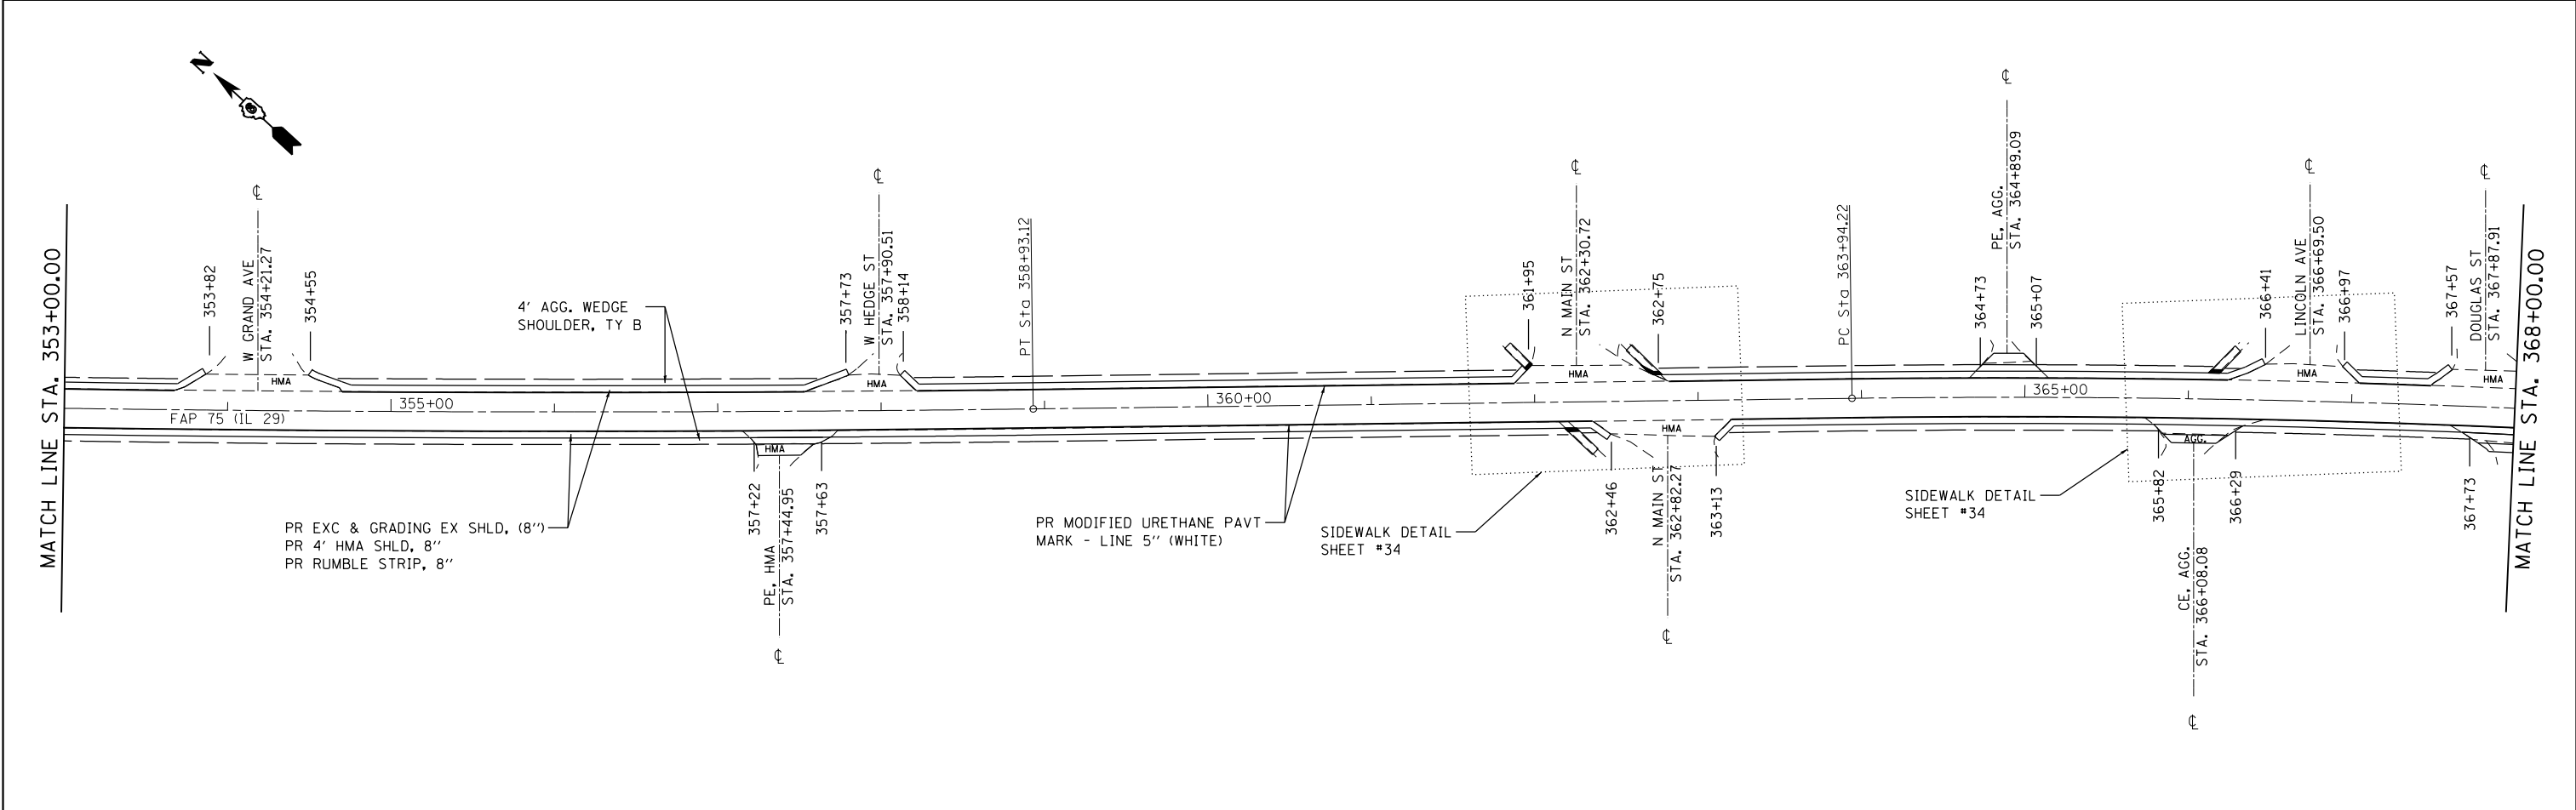 N
MATCH LINE STA. 353+00.00
353+82
W GRAND AVE
STA. 354+21.27
℄
354+55
HMA
FAP 75 (IL 29)
355+00
4' AGG. WEDGE
SHOULDER, TY B
PR EXC & GRADING EX SHLD, (8")
PR 4' HMA SHLD, 8"
PR RUMBLE STRIP, 8"
357+22
HMA
PE, HMA
STA. 357+44.95
℄
357+63
357+73
℄
W HEDGE ST
STA. 357+90.51
HMA
358+14
PT Sta 358+93.12
360+00
PR MODIFIED URETHANE PAVT
MARK - LINE 5" (WHITE)
SIDEWALK DETAIL
SHEET #34
361+95
℄
N MAIN ST
STA. 362+30.72
HMA
362+75
362+46
HMA
N MAIN ST
STA. 362+82.27
℄
363+13
PC Sta 363+94.22
364+73
℄
PE, AGG.
STA. 364+89.09
365+07
365+00
SIDEWALK DETAIL
SHEET #34
365+82
AGG.
CE, AGG.
STA. 366+08.08
℄
366+29
366+41
℄
LINCOLN AVE
STA. 366+69.50
HMA
366+97
367+57
℄
DOUGLAS ST
STA. 367+87.91
HMA
367+73
MATCH LINE STA. 368+00.00